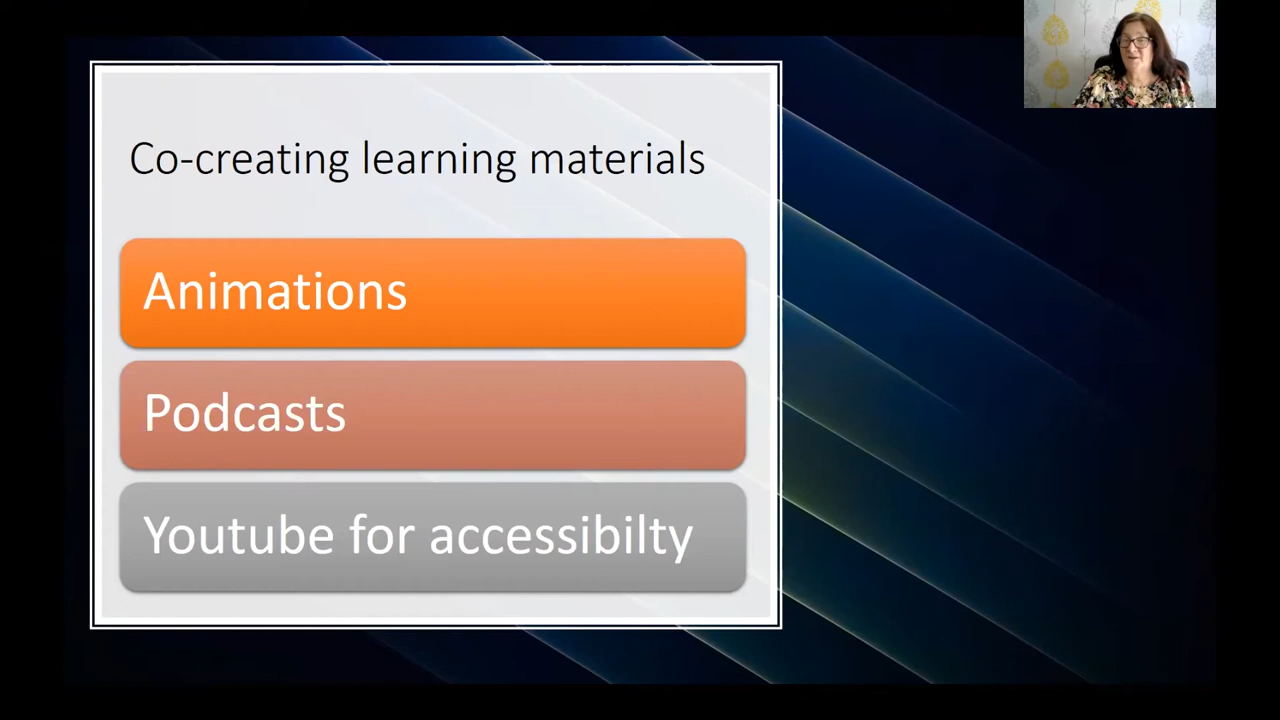 Co-creating learning materials
Animations
Podcasts
Youtube for accessibilty